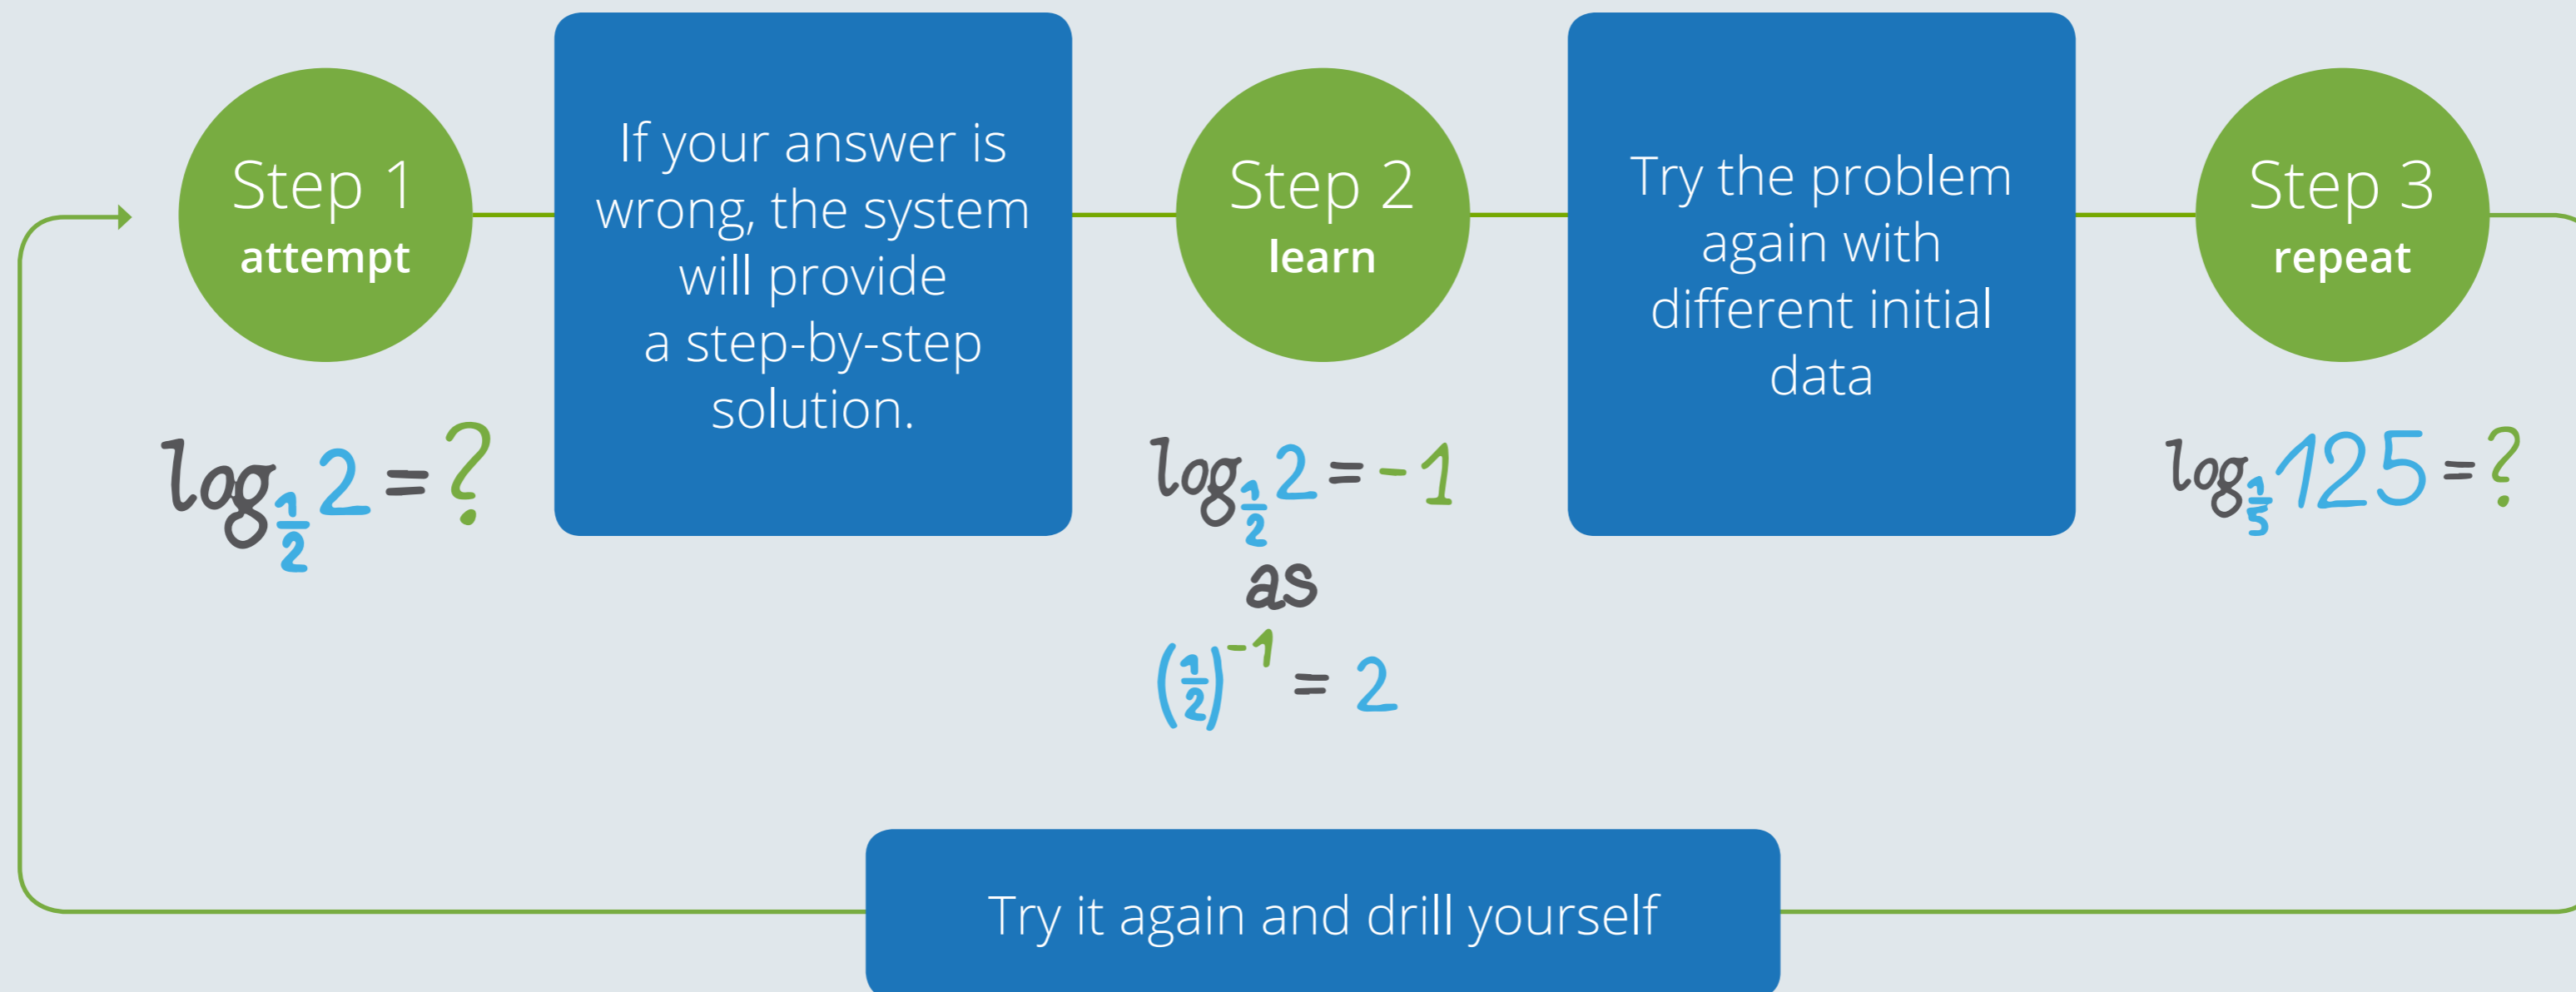 Step 1
attempt
log½ 2 = ?
If your answer is
wrong, the system
will provide
a step-by-step
solution.
Step 2
learn
log½ 2 = -1
as
(½)⁻¹ = 2
Try the problem
again with
different initial
data
Step 3
repeat
log⅕ 125 = ?
Try it again and drill yourself